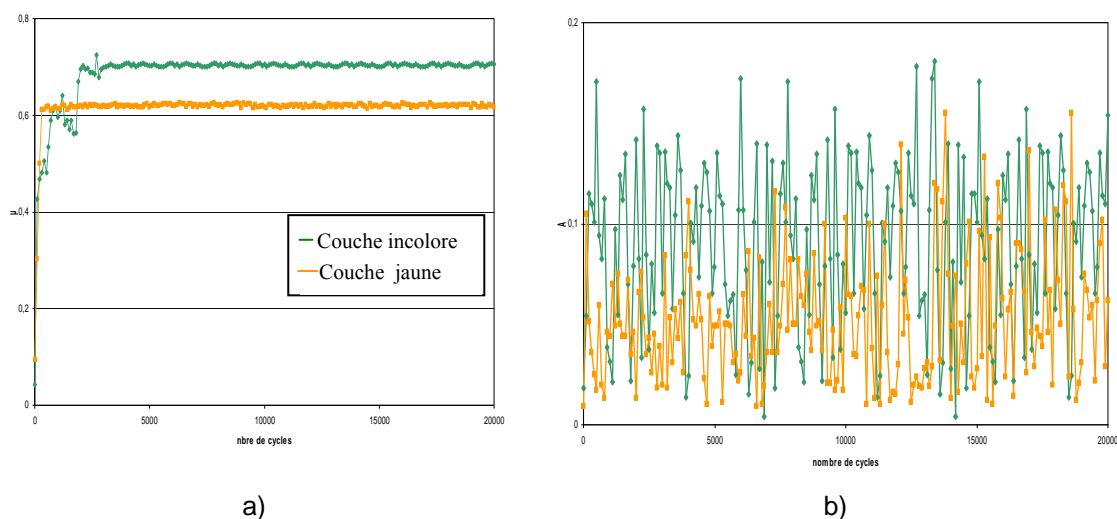 0,8
0,6
0,4
0,2
0
µ
0
5000
10000
15000
20000
nbre de cycles
Couche incolore
Couche jaune
a)
0,2
0,1
0
A
0
5000
10000
15000
20000
nombre de cycles
b)